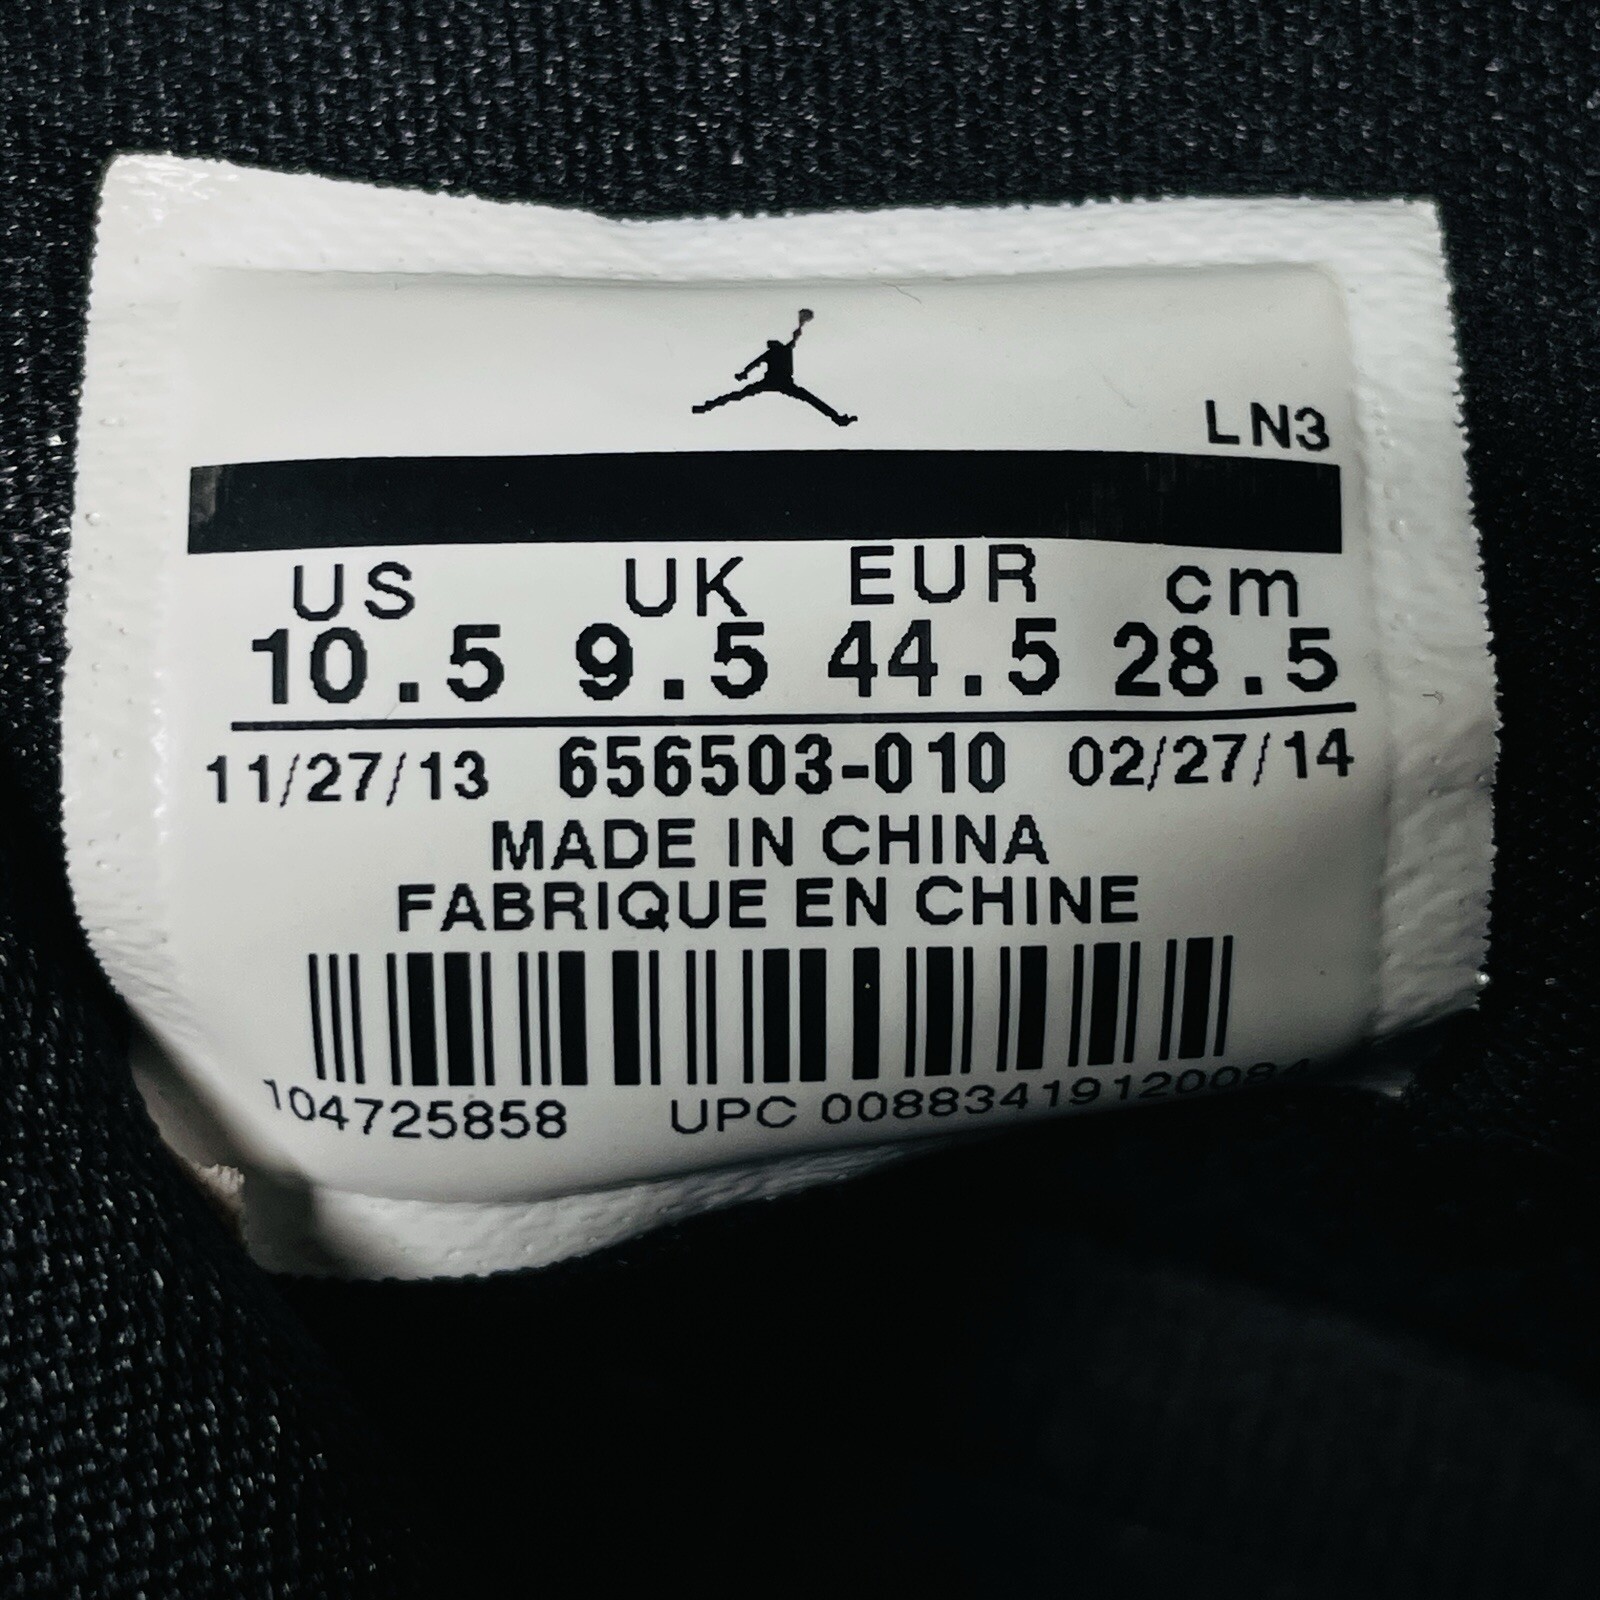 LN3
US UK EUR cm
10.5 9.5 44.5 28.5
11/27/13 656503-010 02/27/14
MADE IN CHINA
FABRIQUE EN CHINE
104725858 UPC 00883419120084